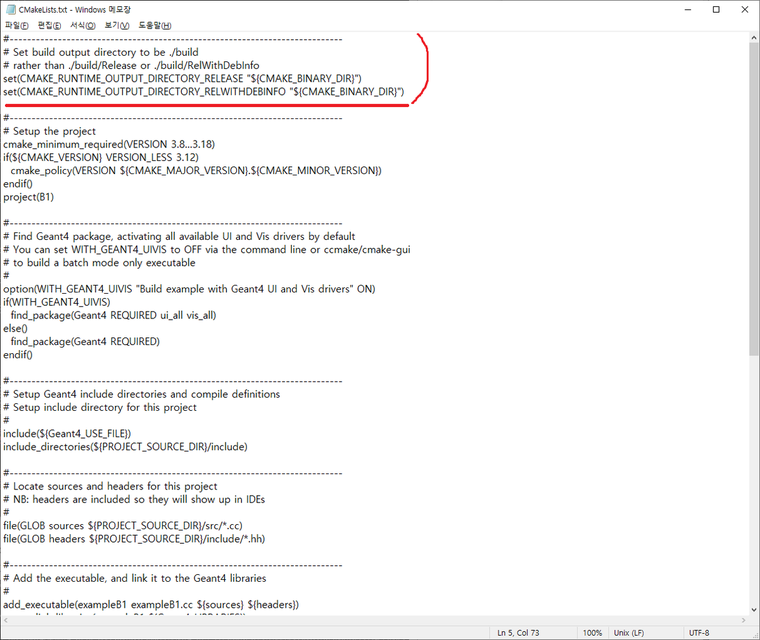 CMakeLists.txt - Windows 메모장
파일(F) 편집(E) 서식(O) 보기(V) 도움말(H)
#-----------------------------------------------------------------------------
# Set build output directory to be ./build
# rather than ./build/Release or ./build/RelWithDebInfo
set(CMAKE_RUNTIME_OUTPUT_DIRECTORY_RELEASE "${CMAKE_BINARY_DIR}")
set(CMAKE_RUNTIME_OUTPUT_DIRECTORY_RELWITHDEBINFO "${CMAKE_BINARY_DIR}")
#----------------------------------------------------------------------------
# Setup the project
cmake_minimum_required(VERSION 3.8...3.18)
if(${CMAKE_VERSION} VERSION_LESS 3.12)
cmake_policy(VERSION ${CMAKE_MAJOR_VERSION}.${CMAKE_MINOR_VERSION})
endif()
project(B1)
#----------------------------------------------------------------------------
# Find Geant4 package, activating all available UI and Vis drivers by default
# You can set WITH_GEANT4_UIVIS to OFF via the command line or ccmake/cmake-gui
# to build a batch mode only executable
#
option(WITH_GEANT4_UIVIS "Build example with Geant4 UI and Vis drivers" ON)
if(WITH_GEANT4_UIVIS)
find_package(Geant4 REQUIRED ui_all vis_all)
else()
find_package(Geant4 REQUIRED)
endif()
#----------------------------------------------------------------------------
# Setup Geant4 include directories and compile definitions
# Setup include directory for this project
#
include(${Geant4_USE_FILE})
include_directories(${PROJECT_SOURCE_DIR}/include)
#----------------------------------------------------------------------------
# Locate sources and headers for this project
# NB: headers are included so they will show up in IDEs
#
file(GLOB sources ${PROJECT_SOURCE_DIR}/src/*.cc)
file(GLOB headers ${PROJECT_SOURCE_DIR}/include/*.hh)
#----------------------------------------------------------------------------
# Add the executable, and link it to the Geant4 libraries
#
add_executable(exampleB1 exampleB1.cc ${sources} ${headers})
Ln 5, Col 73 100% Unix (LF) UTF-8